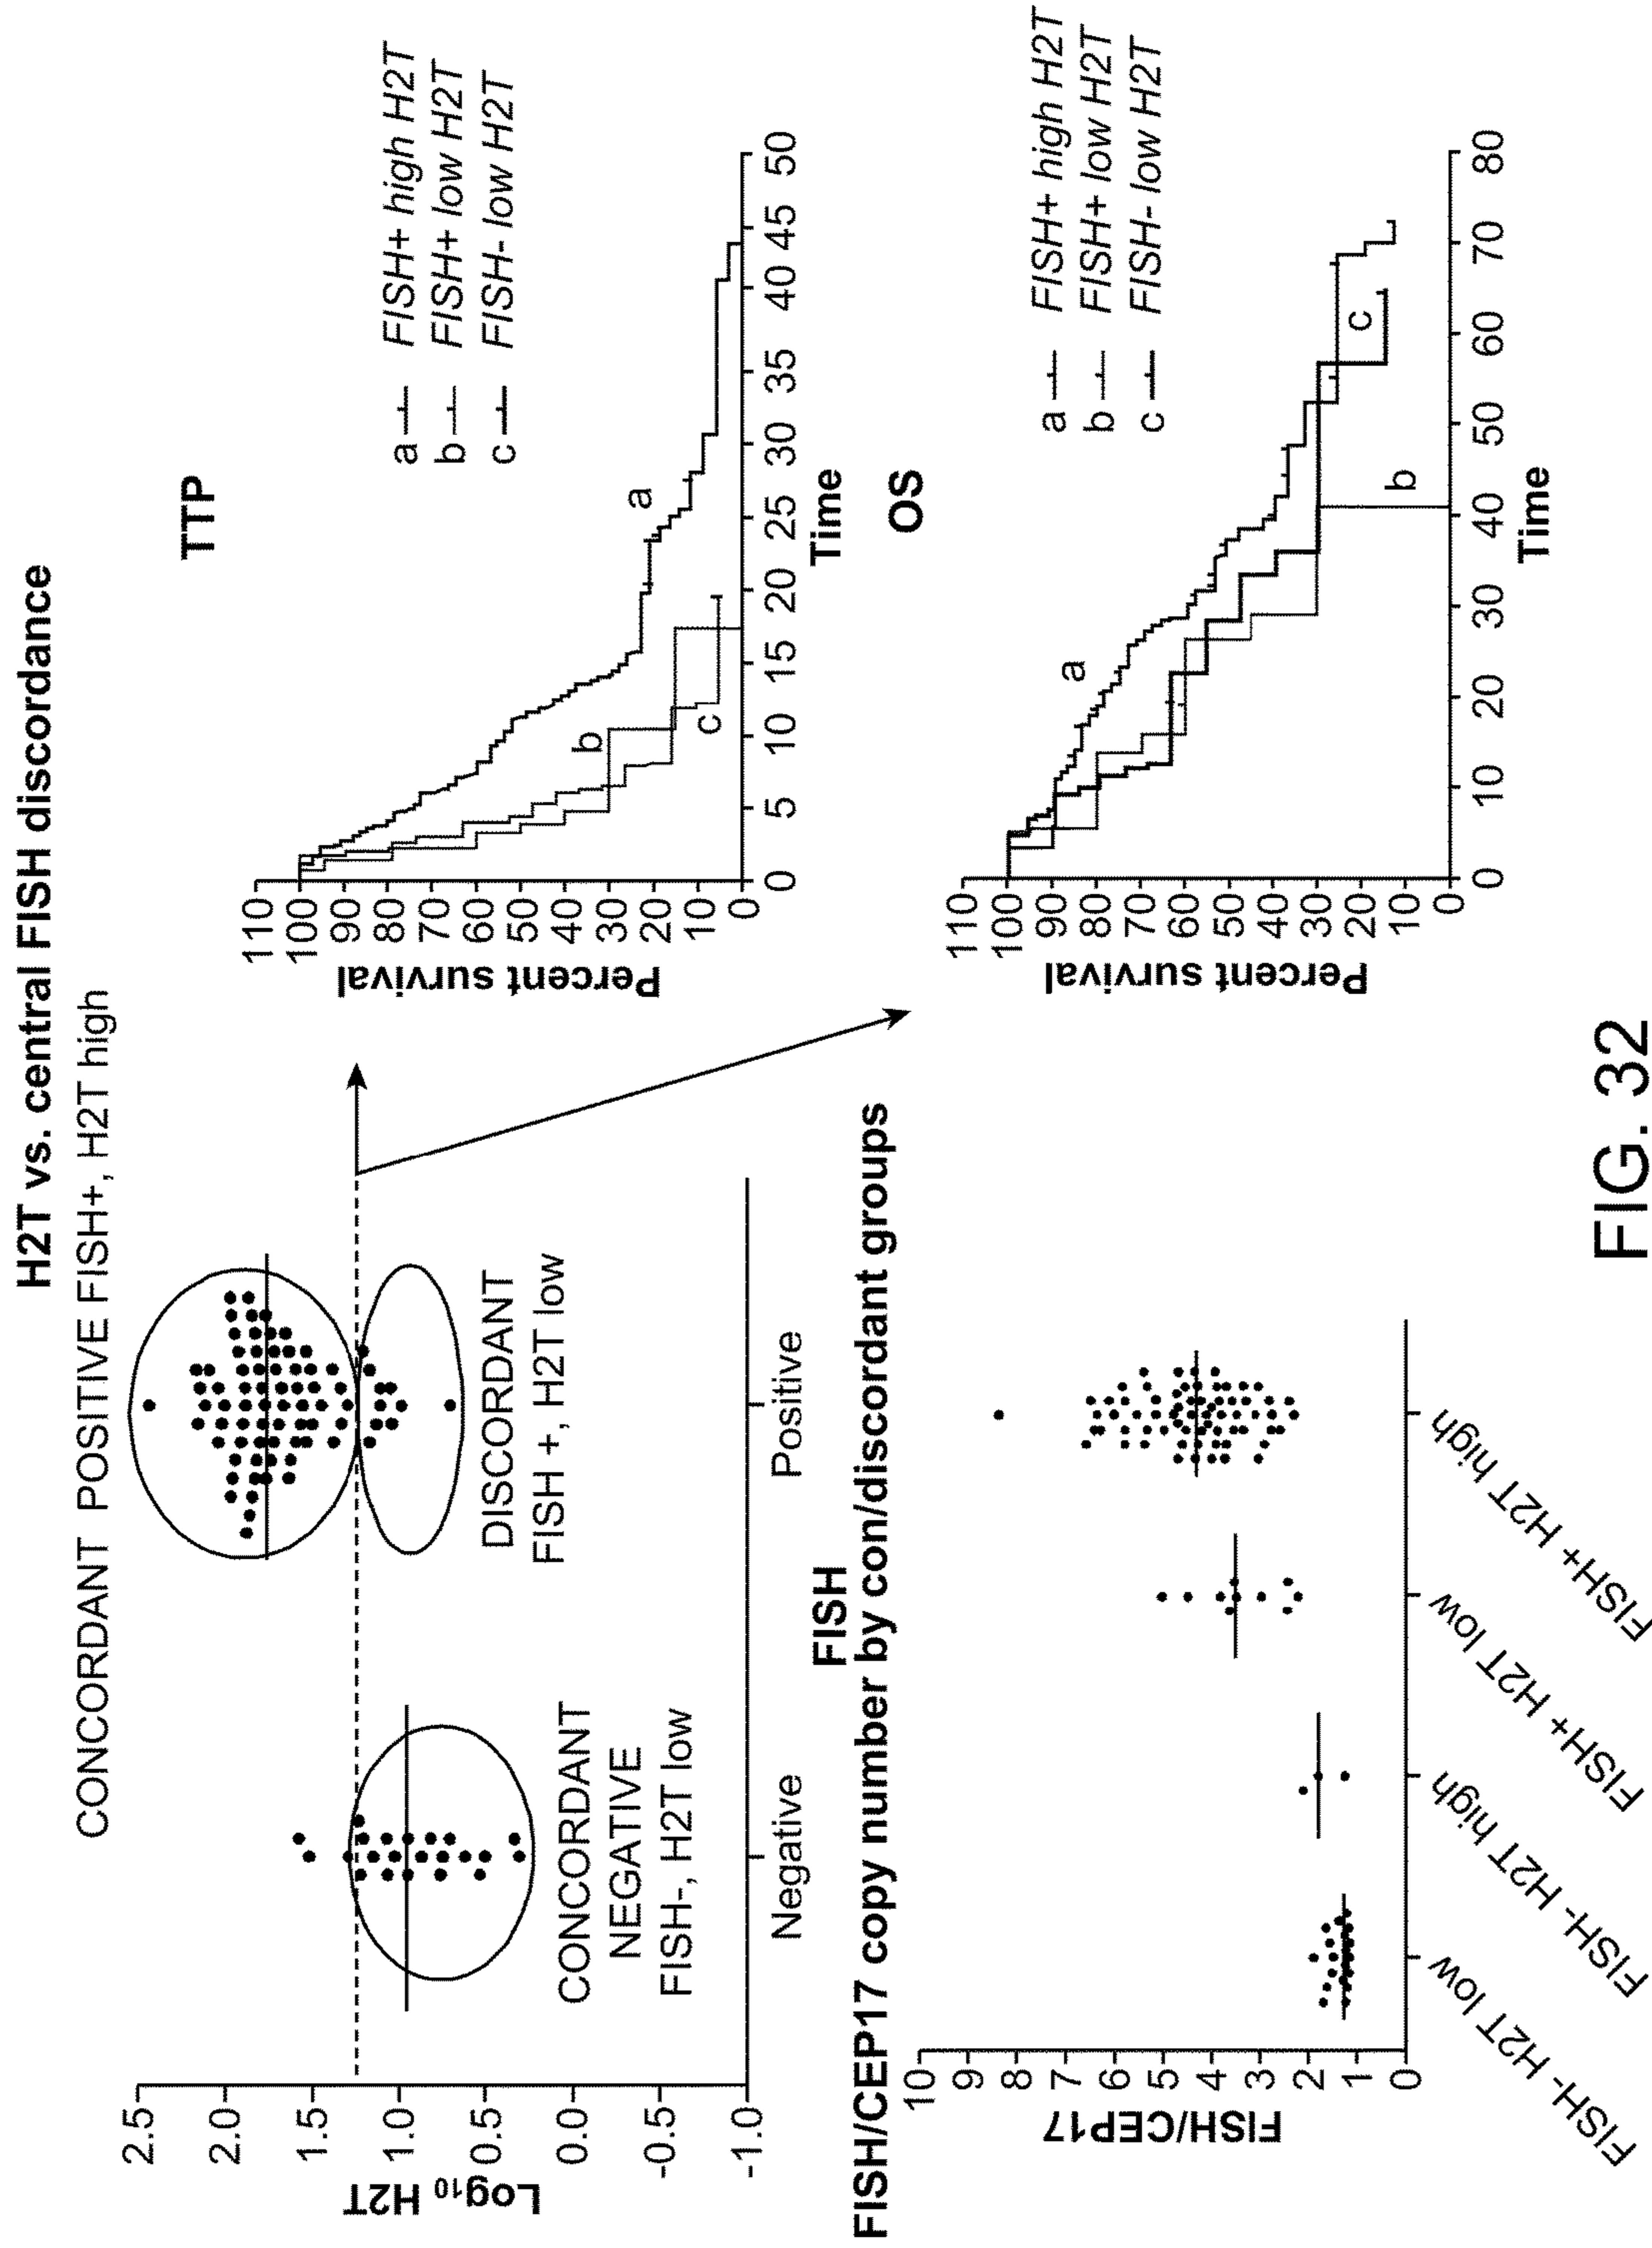 H2T vs. central FISH discordance
CONCORDANT POSITIVE FISH+, H2T high
2.5
2.0
1.5
1.0
0.5
0.0
-0.5
-1.0
Log10 H2T
CONCORDANT
NEGATIVE
FISH-, H2T low
DISCORDANT
FISH +, H2T low
Negative
Positive
FISH
TTP
110
100
90
80
70
60
50
40
30
20
10
0
Percent survival
0 5 10 15 20 25 30 35 40 45 50
Time
a
b
c
a FISH+ high H2T
b FISH+ low H2T
c FISH- low H2T
FISH/CEP17 copy number by con/discordant groups
10
9
8
7
6
5
4
3
2
1
0
FISH/CEP17
FISH- H2T low
FISH- H2T high
FISH+ H2T low
FISH+ H2T high
OS
110
100
90
80
70
60
50
40
30
20
10
0
Percent survival
0 10 20 30 40 50 60 70 80
Time
a
b
c
a FISH+ high H2T
b FISH+ low H2T
c FISH- low H2T
FIG. 32